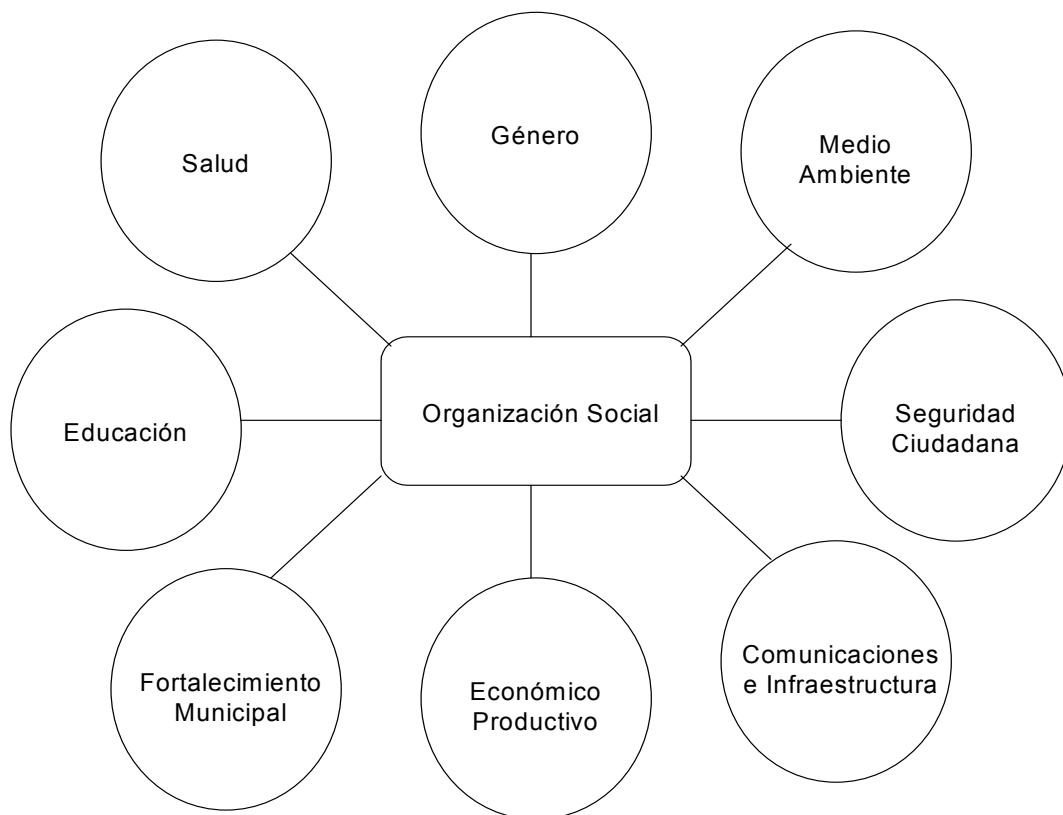 Salud
Género
Medio
Ambiente
Educación
Organización Social
Seguridad
Ciudadana
Fortalecimiento
Municipal
Económico
Productivo
Comunicaciones
e Infraestructura